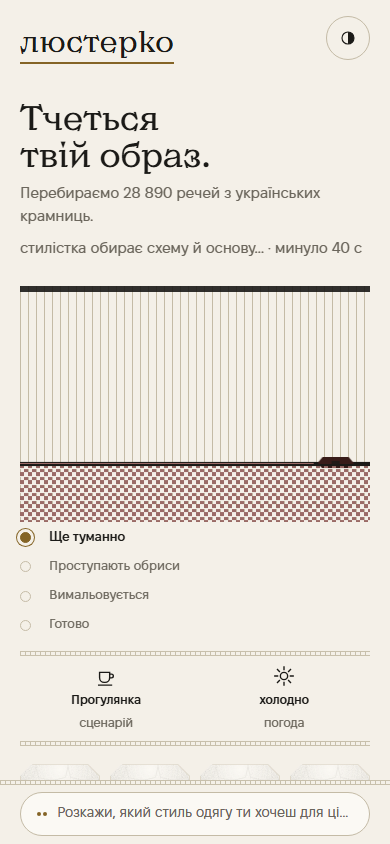 люстерко
Тчеться
твій образ.
Перебираємо 28 890 речей з українських
крамниць.
стилістка обирає схему й основу… · минуло 40 с
Ще туманно
Проступають обриси
Вимальовується
Готово
Прогулянка
холодно
сценарій
погода
Розкажи, який стиль одягу ти хочеш для ці...